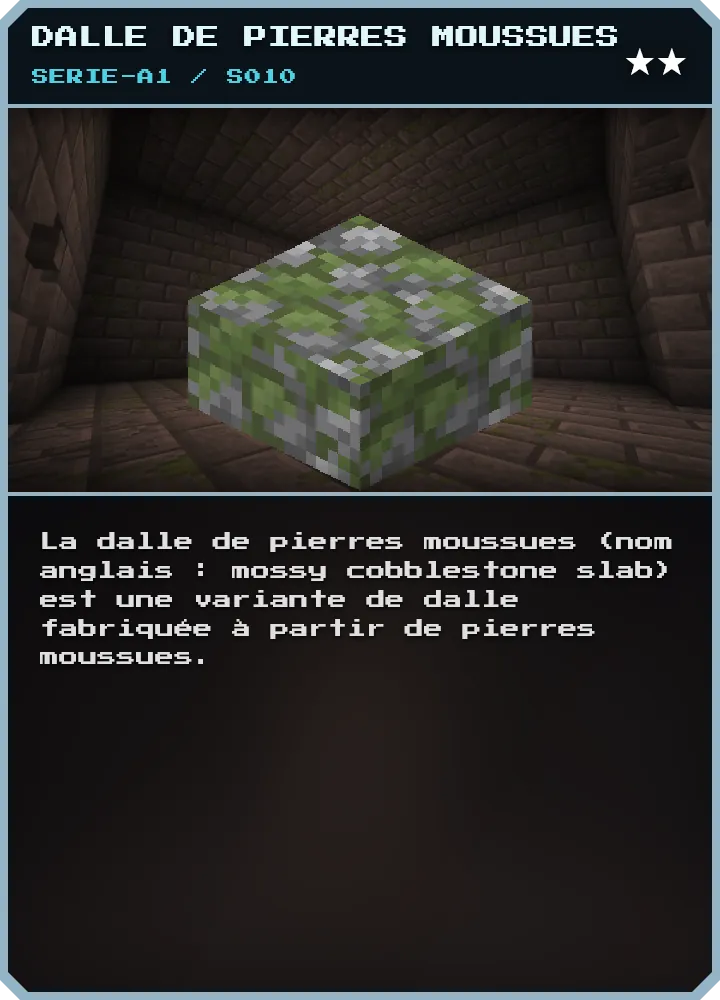 DALLE DE PIERRES MOUSSUES
SERIE-A1 / S010
★★
La dalle de pierres moussues (nom
anglais : mossy cobblestone slab)
est une variante de dalle
fabriquée à partir de pierres
moussues.